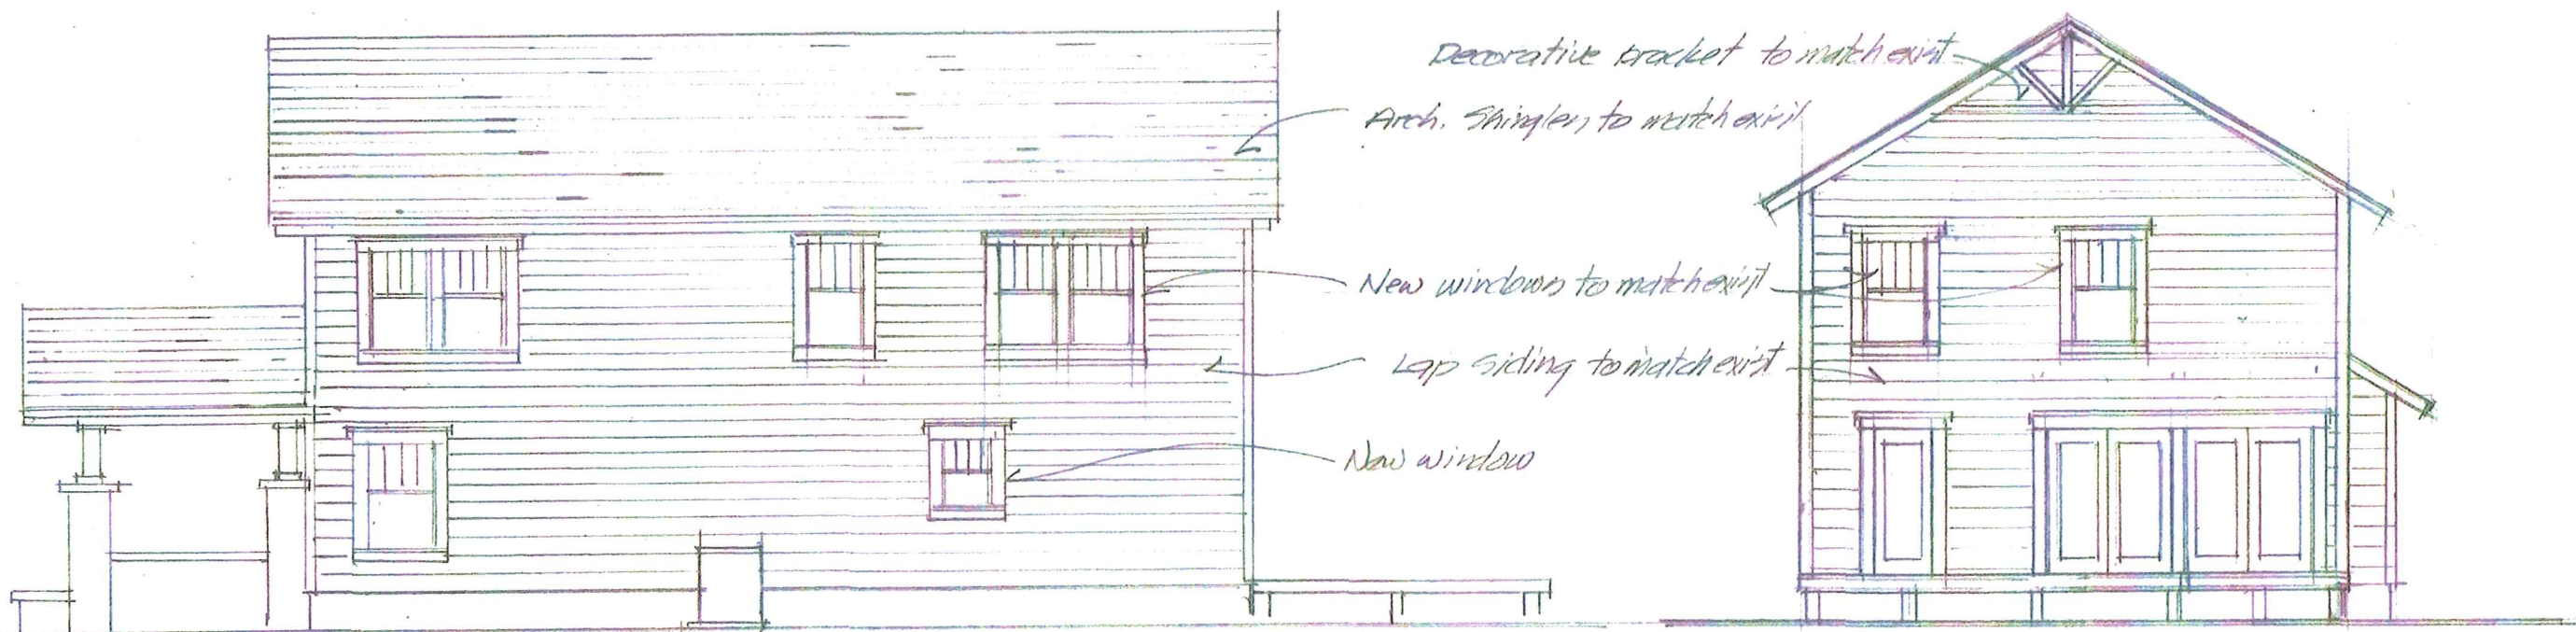 Decorative bracket to match exist
Arch. Shingles to match exist
New windows to match exist
Lap siding to match exist
New window